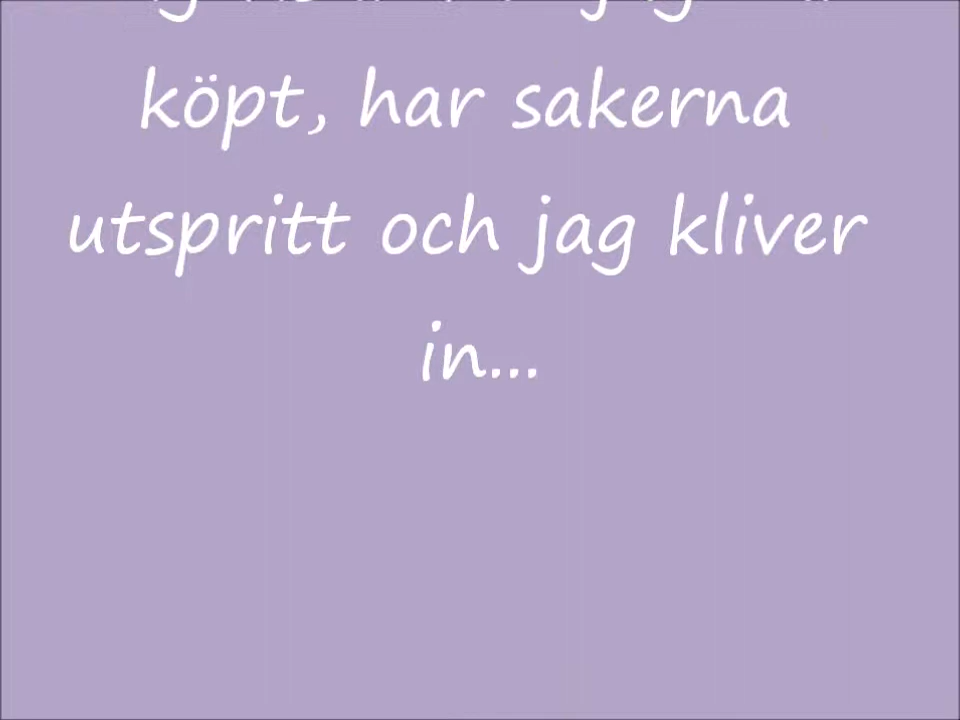 köpt, har sakerna
utspritt och jag kliver
in...